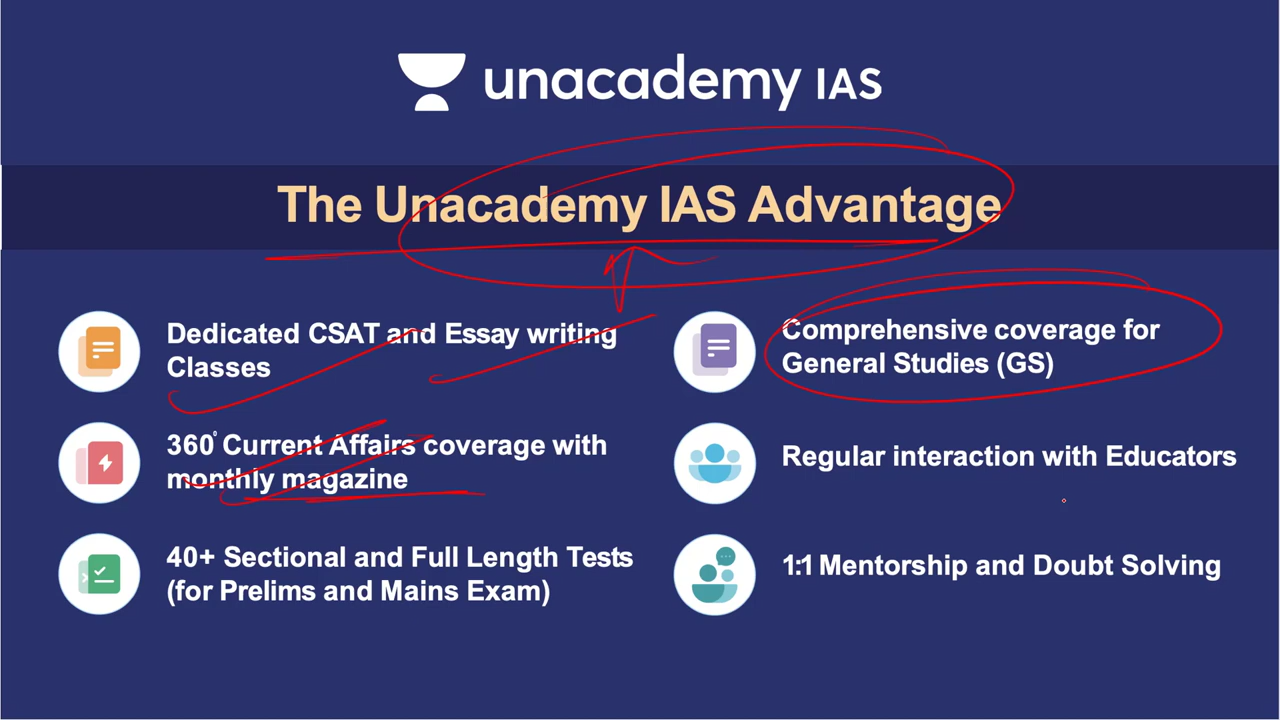 unacademy IAS
The Unacademy IAS Advantage
Dedicated CSAT and Essay writing
Classes
360° Current Affairs coverage with
monthly magazine
40+ Sectional and Full Length Tests
(for Prelims and Mains Exam)
Comprehensive coverage for
General Studies (GS)
Regular interaction with Educators
1:1 Mentorship and Doubt Solving